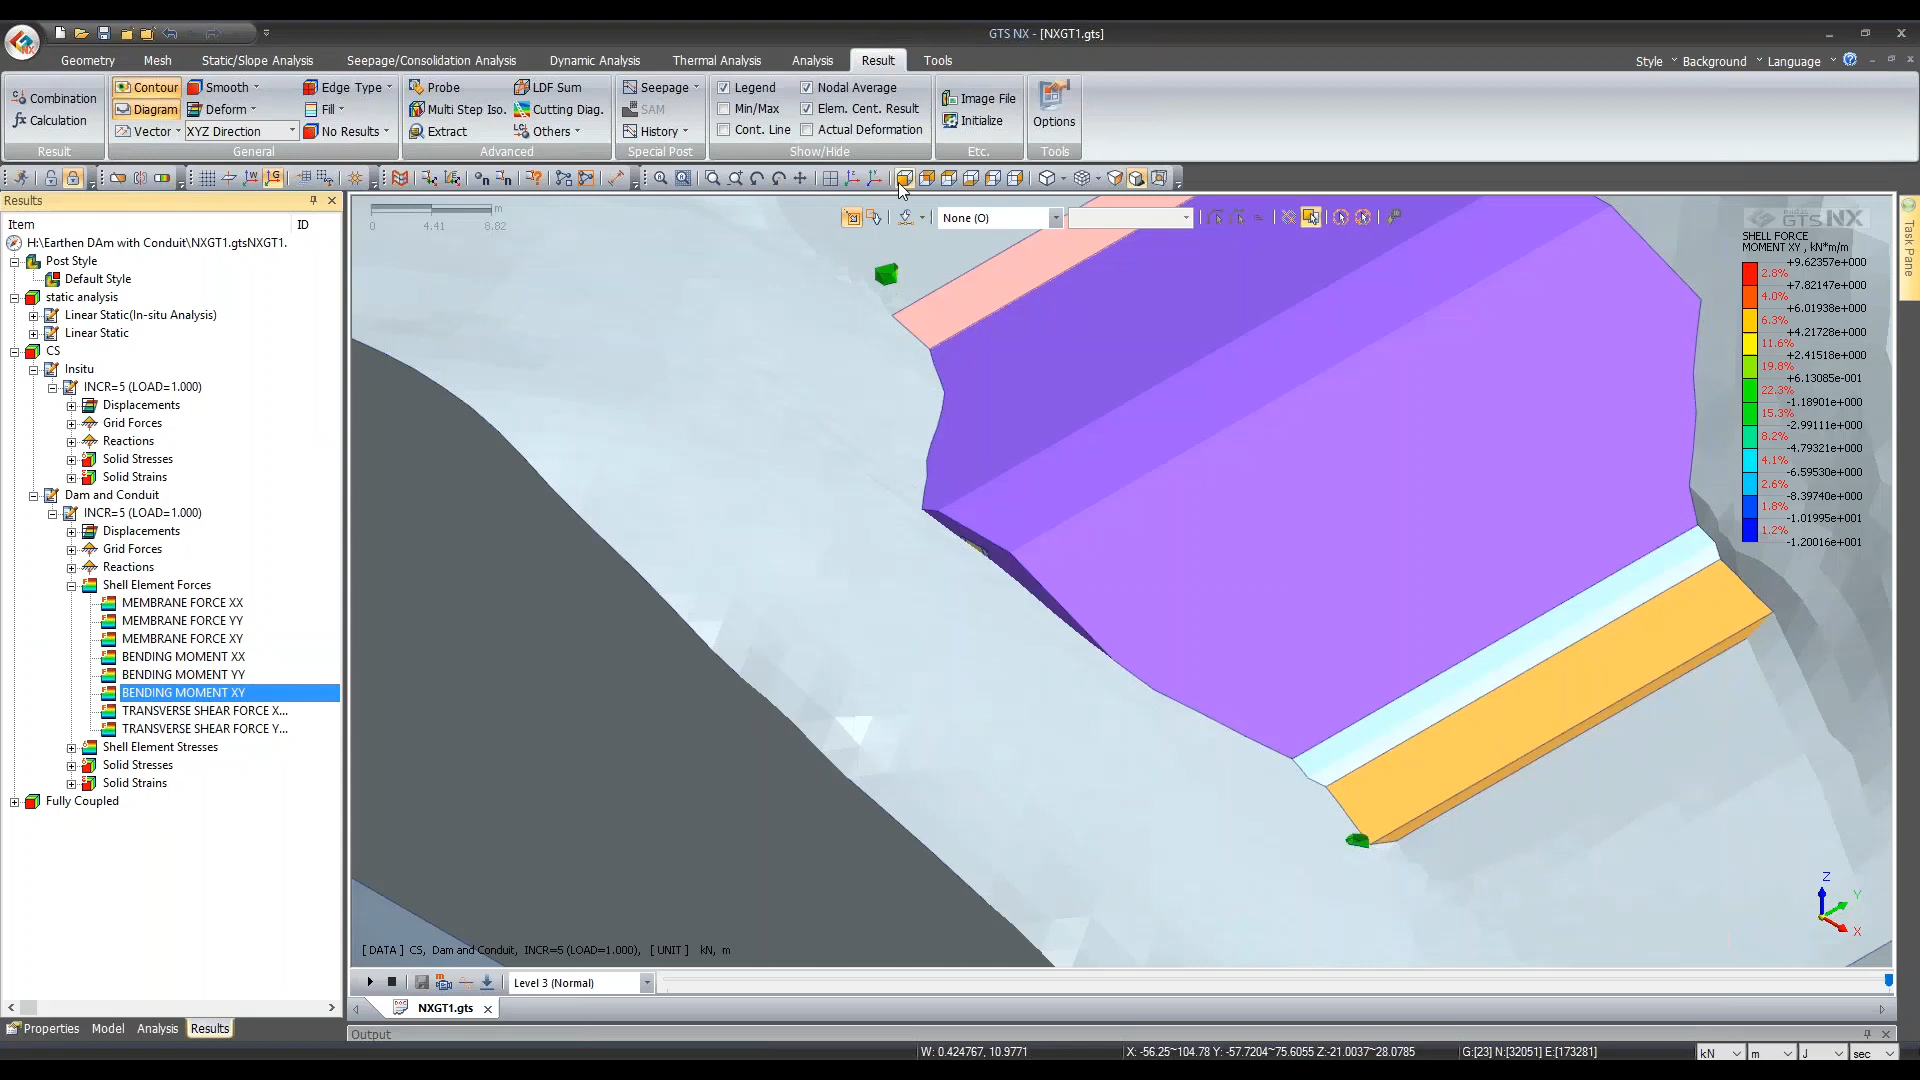 GTS NX - [NXGT1.gts]
Geometry Mesh Static/Slope Analysis Seepage/Consolidation Analysis Dynamic Analysis Thermal Analysis Analysis Result Tools Style Background Language
Contour Smooth Edge Type Probe LDF Sum Seepage Legend Nodal Average
Combination Image File
Diagram Deform Fill Multi Step Iso. Cutting Diag. SAM Min/Max Elem. Cent. Result
Calculation Initialize Options
Vector XYZ Direction No Results Extract Others History Cont. Line Actual Deformation
Result General Advanced Special Post Show/Hide Etc. Tools
Results
Item ID
H:\Earthen DAm with Conduit\NXGT1.gtsNXGT1.
Post Style
Default Style
static analysis
Linear Static(In-situ Analysis)
Linear Static
CS
Insitu
INCR=5 (LOAD=1.000)
Displacements
Grid Forces
Reactions
Solid Stresses
Solid Strains
Dam and Conduit
INCR=5 (LOAD=1.000)
Displacements
Grid Forces
Reactions
Shell Element Forces
MEMBRANE FORCE XX
MEMBRANE FORCE YY
MEMBRANE FORCE XY
BENDING MOMENT XX
BENDING MOMENT YY
BENDING MOMENT XY
TRANSVERSE SHEAR FORCE X...
TRANSVERSE SHEAR FORCE Y...
Shell Element Stresses
Solid Stresses
Solid Strains
Fully Coupled
Properties Model Analysis Results
m
0 4.41 8.82
None (O)
GTS NX
SHELL FORCE
MOMENT XY , kN*m/m
+9.62357e+000
2.8%
+7.82147e+000
4.0%
+6.01938e+000
6.3%
+4.21728e+000
11.6%
+2.41518e+000
19.8%
+6.13085e-001
22.3%
-1.18901e+000
15.3%
-2.99111e+000
8.2%
-4.79321e+000
4.1%
-6.59530e+000
2.6%
-8.39740e+000
1.8%
-1.01995e+001
1.2%
-1.20016e+001
Task Pane
Z
Y
X
[ DATA ] CS, Dam and Conduit, INCR=5 (LOAD=1.000), [ UNIT ] kN, m
Level 3 (Normal)
NXGT1.gts
Output
W: 0.424767, 10.9771 X: -56.25~104.78 Y: -57.7204~75.6055 Z:-21.0037~28.0785 G:[23] N:[32051] E:[173281] kN m J sec